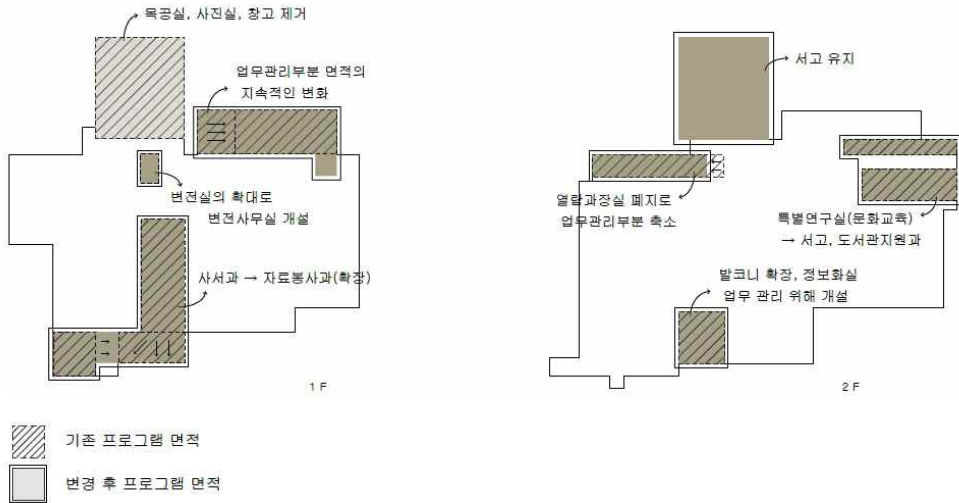 목공실, 사진실, 창고 제거
업무관리부분 면적의
지속적인 변화
변전실의 확대로
변전사무실 개설
사서과 → 자료봉사과(확장)
1 F
서고 유지
열람과장실 폐지로
업무관리부분 축소
특별연구실(문화교육)
→ 서고, 도서관지원과
발코니 확장, 정보화실
업무 관리 위해 개설
2 F
기존 프로그램 면적
변경 후 프로그램 면적